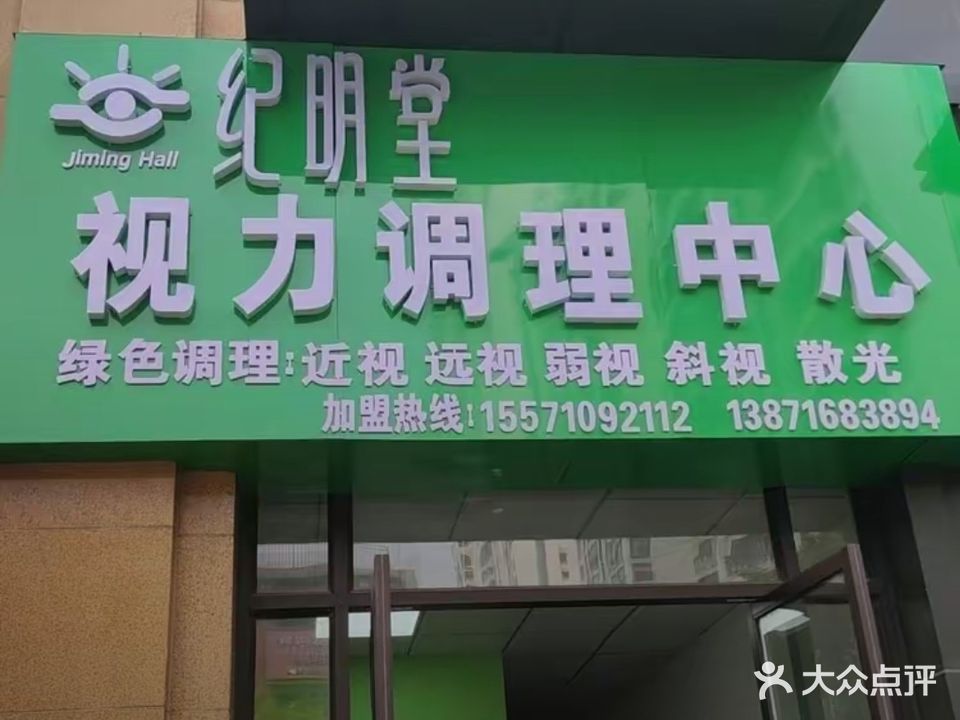 纪明堂
Jiming Hall
视力调理中心
绿色调理:近视 远视 弱视 斜视 散光
加盟热线:15571092112 13871683894
大众点评